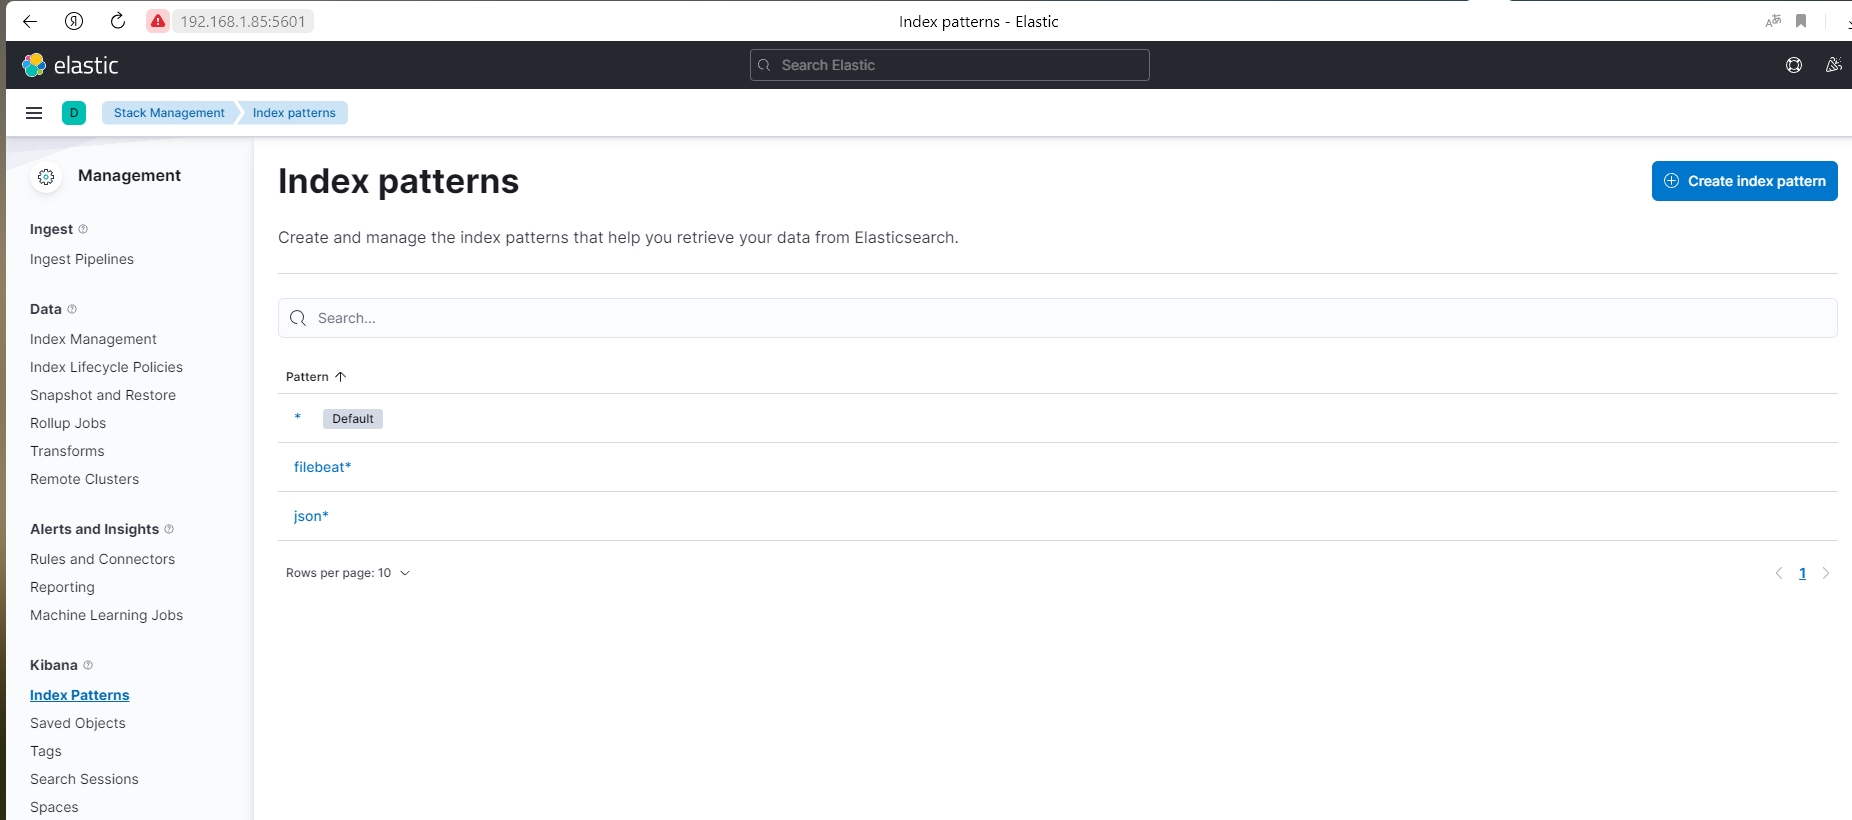 192.168.1.85:5601
Index patterns - Elastic
elastic
Search Elastic
D
Stack Management
Index patterns
Management
Ingest
Ingest Pipelines
Data
Index Management
Index Lifecycle Policies
Snapshot and Restore
Rollup Jobs
Transforms
Remote Clusters
Alerts and Insights
Rules and Connectors
Reporting
Machine Learning Jobs
Kibana
Index Patterns
Saved Objects
Tags
Search Sessions
Spaces
Index patterns
Create index pattern
Create and manage the index patterns that help you retrieve your data from Elasticsearch.
Search...
Pattern
* Default
filebeat*
json*
Rows per page: 10
1